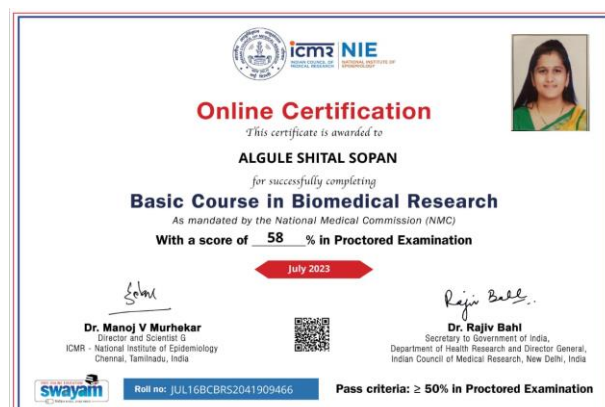 icmr
INDIAN COUNCIL OF
MEDICAL RESEARCH
NIE
NATIONAL INSTITUTE OF
EPIDEMIOLOGY
Online Certification
This certificate is awarded to
ALGULE SHITAL SOPAN
for successfully completing
Basic Course in Biomedical Research
As mandated by the National Medical Commission (NMC)
With a score of 58 % in Proctored Examination
July 2023
Rajiv Bahl
Dr. Manoj V Murhekar
Director and Scientist G
ICMR - National Institute of Epidemiology
Chennai, Tamilnadu, India
Dr. Rajiv Bahl
Secretary to Government of India,
Department of Health Research and Director General,
Indian Council of Medical Research, New Delhi, India
swayam
Roll no: JUL16BCBRS2041909466
Pass criteria: ≥ 50% in Proctored Examination